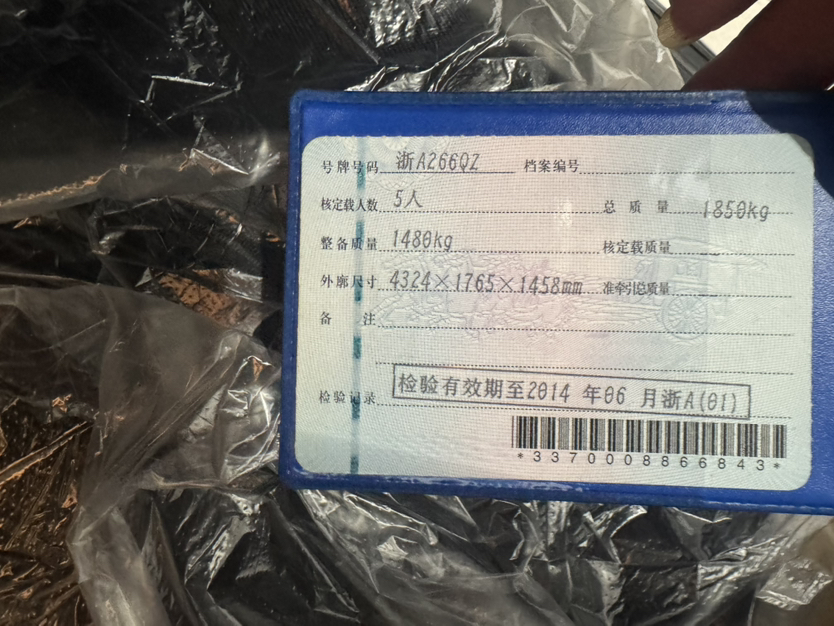 号牌号码 浙A266QZ 档案编号
核定载人数 5人 总质量 1850kg
整备质量 1480kg 核定载质量
外廓尺寸 4324×1765×1458mm 准牵引总质量
备注
检验记录 检验有效期至2014 年06 月浙A(01)
*3370008866843*